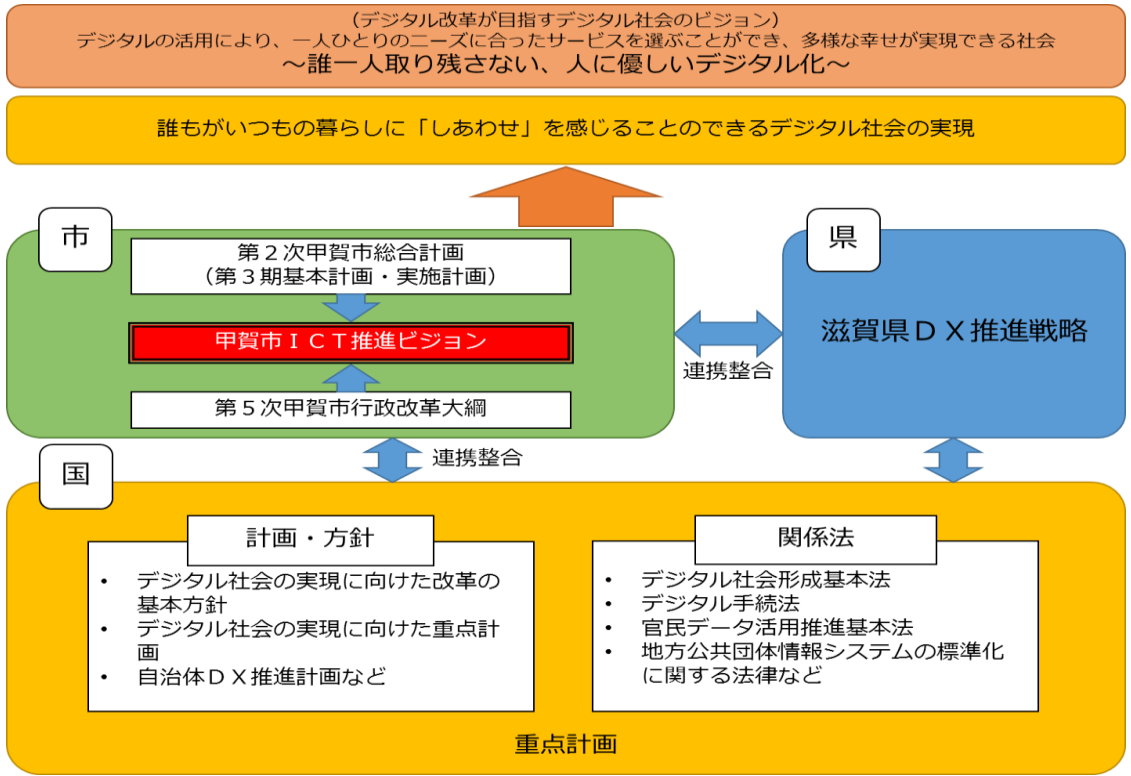 （デジタル改革が目指すデジタル社会のビジョン）
デジタルの活用により、一人ひとりのニーズに合ったサービスを選ぶことができ、多様な幸せが実現できる社会
～誰一人取り残さない、人に優しいデジタル化～
誰もがいつもの暮らしに「しあわせ」を感じることのできるデジタル社会の実現
市
第２次甲賀市総合計画
（第３期基本計画・実施計画）
甲賀市ＩＣＴ推進ビジョン
第５次甲賀市行政改革大綱
連携整合
県
滋賀県ＤＸ推進戦略
連携整合
国
計画・方針
• デジタル社会の実現に向けた改革の
基本方針
• デジタル社会の実現に向けた重点計
画
• 自治体ＤＸ推進計画など
関係法
• デジタル社会形成基本法
• デジタル手続法
• 官民データ活用推進基本法
• 地方公共団体情報システムの標準化
に関する法律など
重点計画